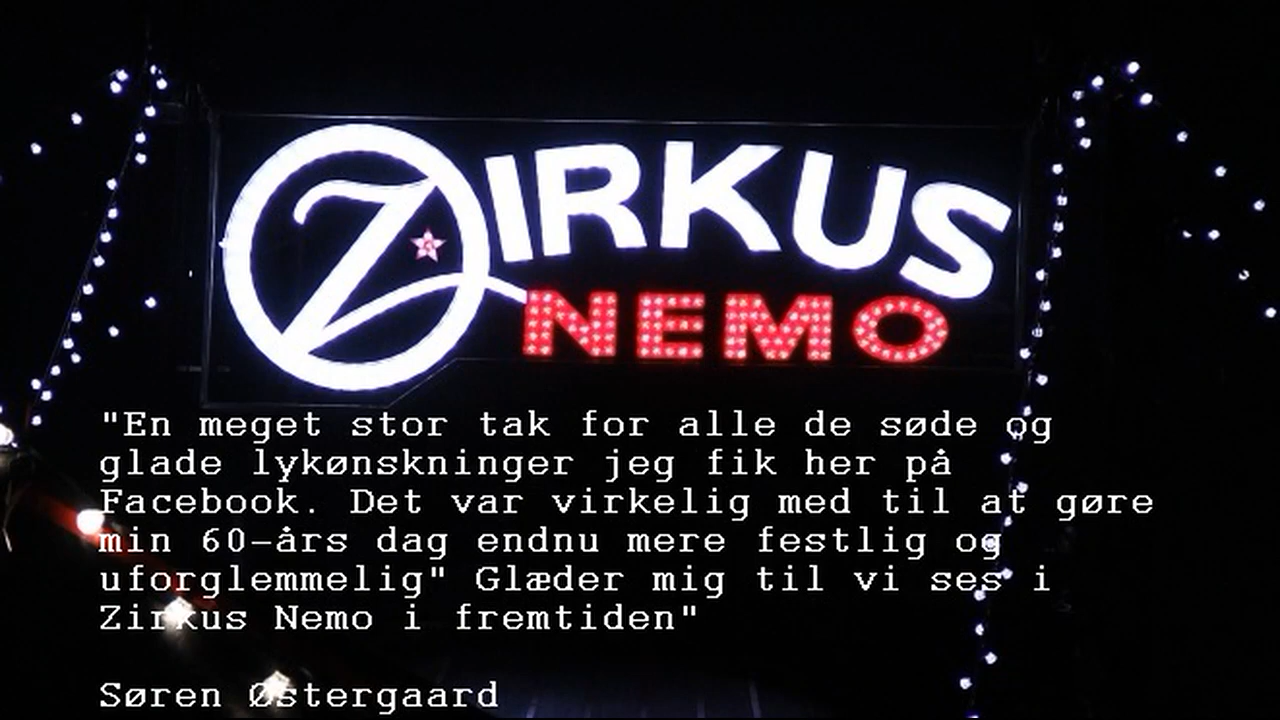 ZIRKUS
NEMO
"En meget stor tak for alle de søde og
glade lykønskninger jeg fik her på
Facebook. Det var virkelig med til at gøre
min 60-års dag endnu mere festlig og
uforglemmelig" Glæder mig til vi ses i
Zirkus Nemo i fremtiden"
Søren Østergaard